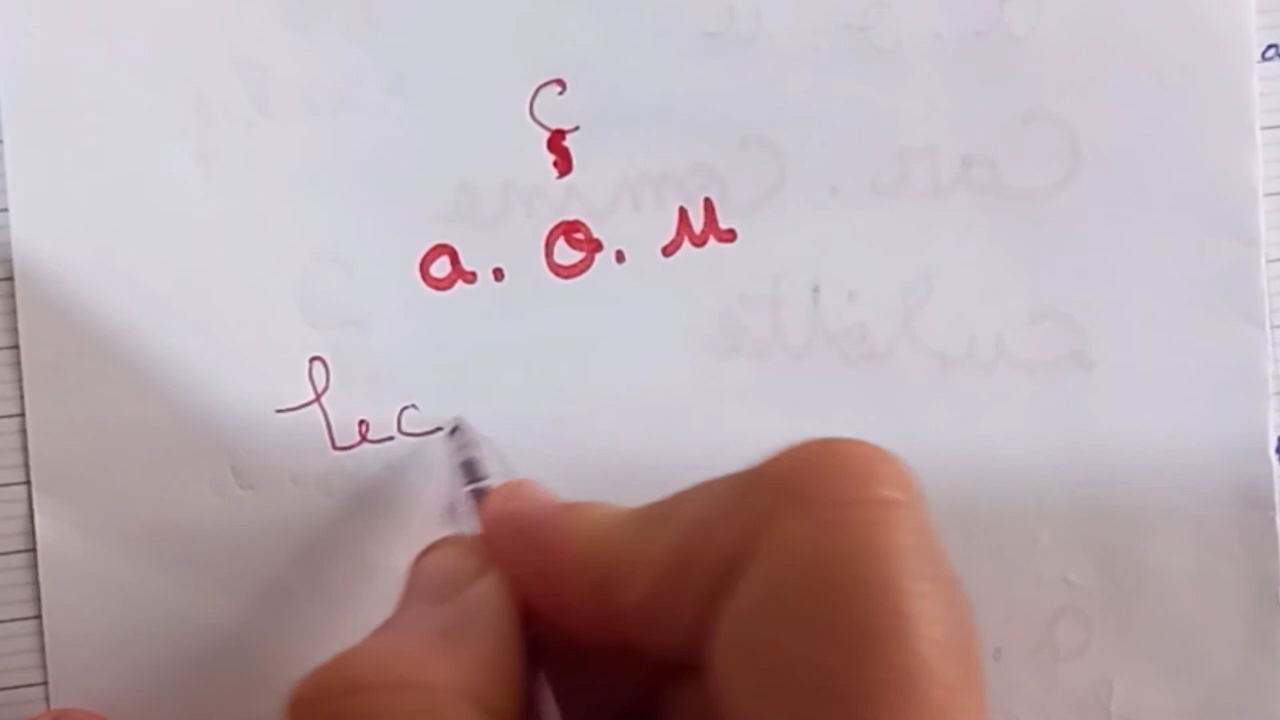 ç
a. o. u
lec